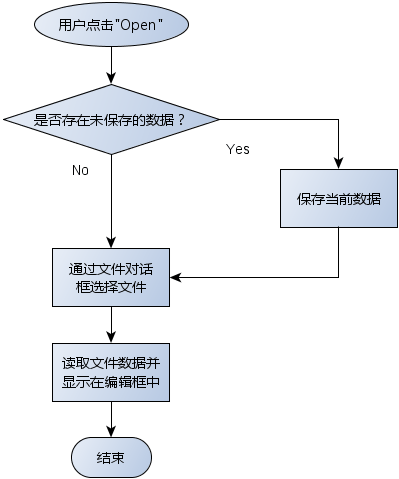 用户点击"Open"
是否存在未保存的数据？
No
Yes
保存当前数据
通过文件对话
框选择文件
读取文件数据并
显示在编辑框中
结束